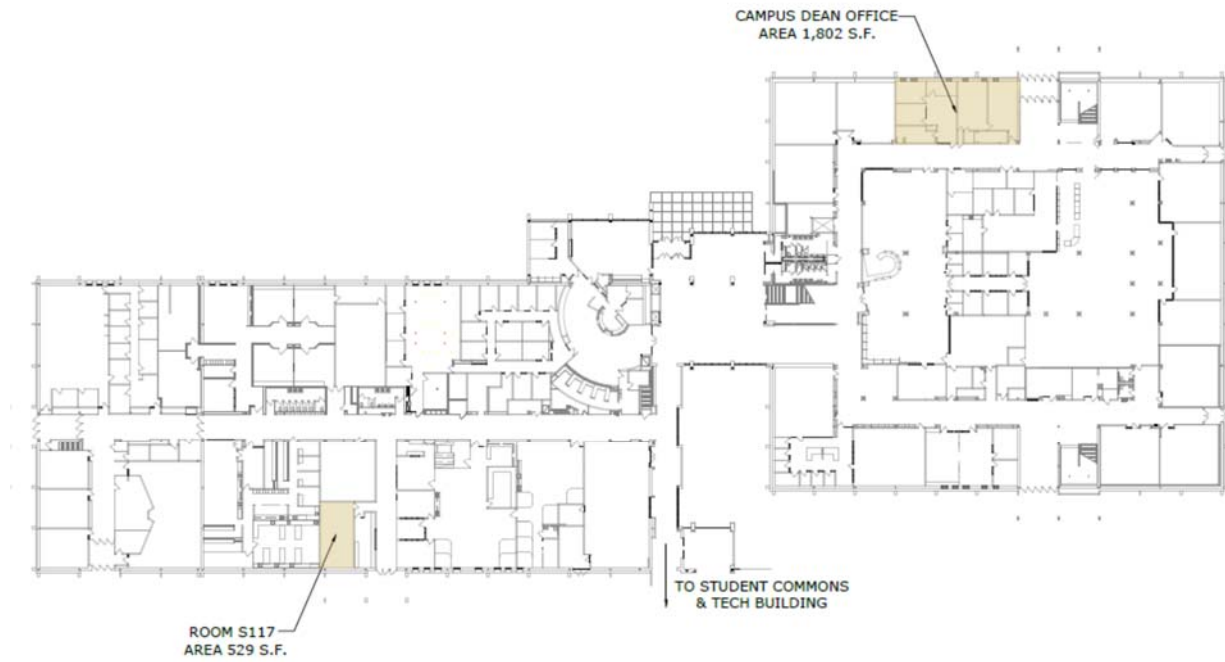 CAMPUS DEAN OFFICE
AREA 1,802 S.F.
TO STUDENT COMMONS
& TECH BUILDING
ROOM S117
AREA 529 S.F.